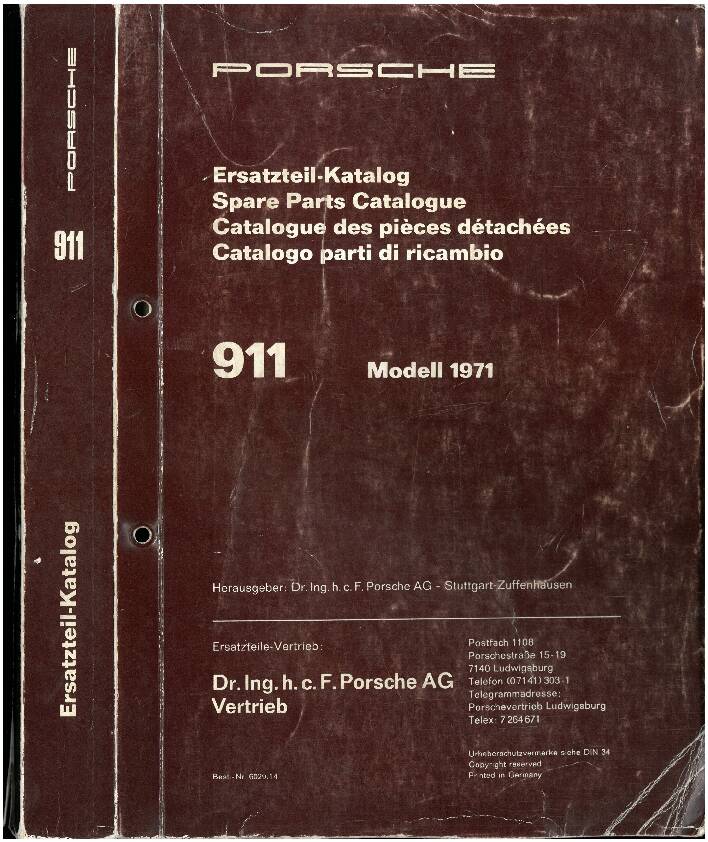 PORSCHE
911
Ersatzteil-Katalog
PORSCHE
Ersatzteil-Katalog
Spare Parts Catalogue
Catalogue des pièces détachées
Catalogo parti di ricambio
911 Modell 1971
Herausgeber: Dr. Ing. h. c. F. Porsche AG - Stuttgart-Zuffenhausen
Ersatzteile-Vertrieb:
Dr. Ing. h. c. F. Porsche AG
Vertrieb
Postfach 1108
Porschestraße 15-19
7140 Ludwigsburg
Telefon (07141) 303-1
Telegrammadresse:
Porschevertrieb Ludwigsburg
Telex: 7264671
Urheberschutzvermerke siehe DIN 34
Copyright reserved
Printed in Germany
Best.-Nr. 6029.14